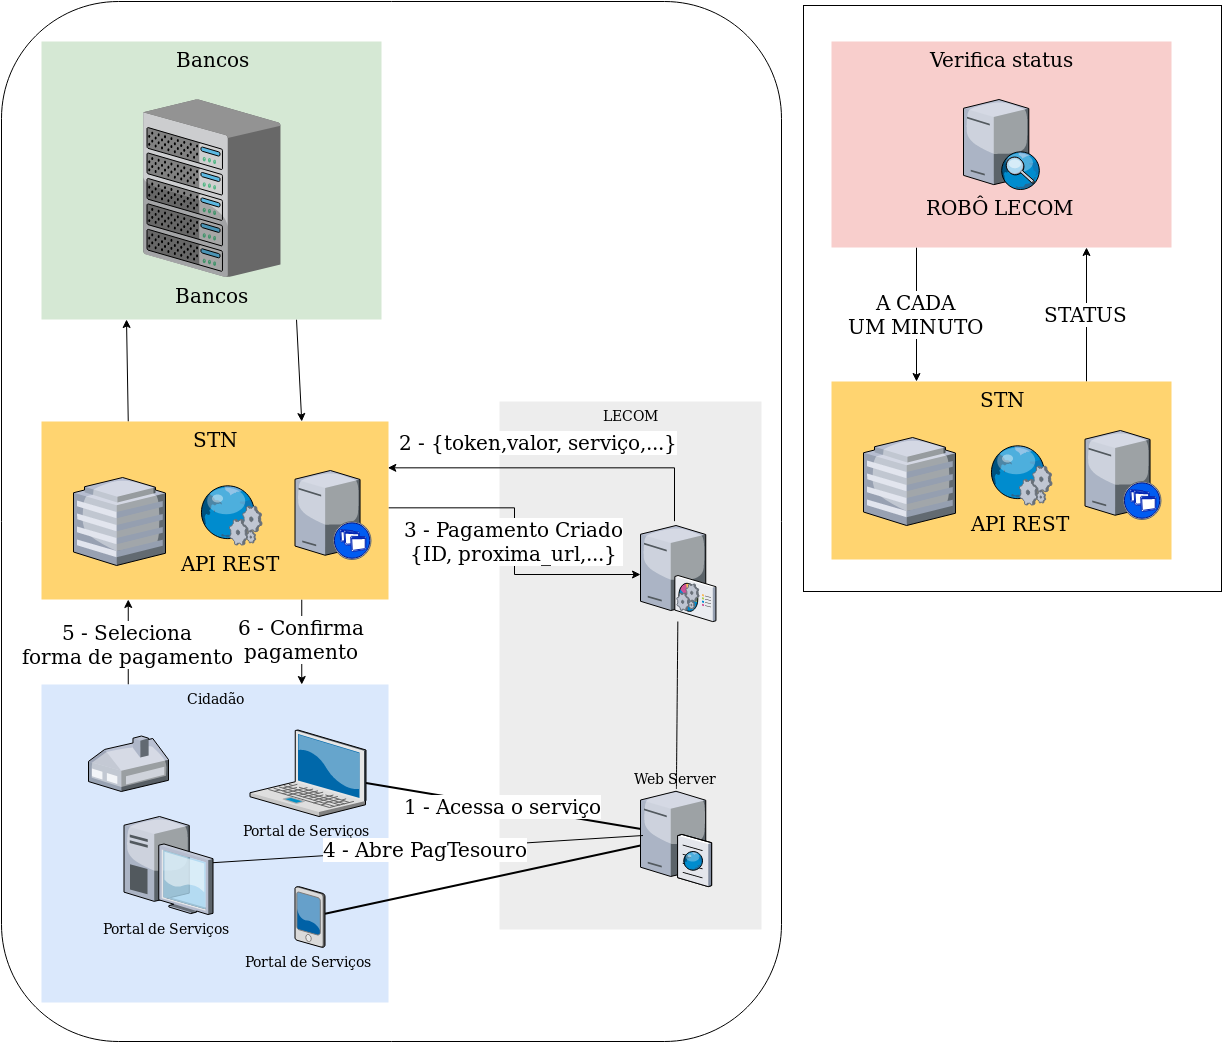 Bancos
Bancos
STN
API REST
LECOM
2 - {token,valor, serviço,...}
3 - Pagamento Criado
{ID, proxima_url,...}
5 - Seleciona
forma de pagamento
6 - Confirma
pagamento
Cidadão
Portal de Serviços
Web Server
1 - Acessa o serviço
4 - Abre PagTesouro
Portal de Serviços
Portal de Serviços
Verifica status
ROBÔ LECOM
A CADA
UM MINUTO
STATUS
STN
API REST